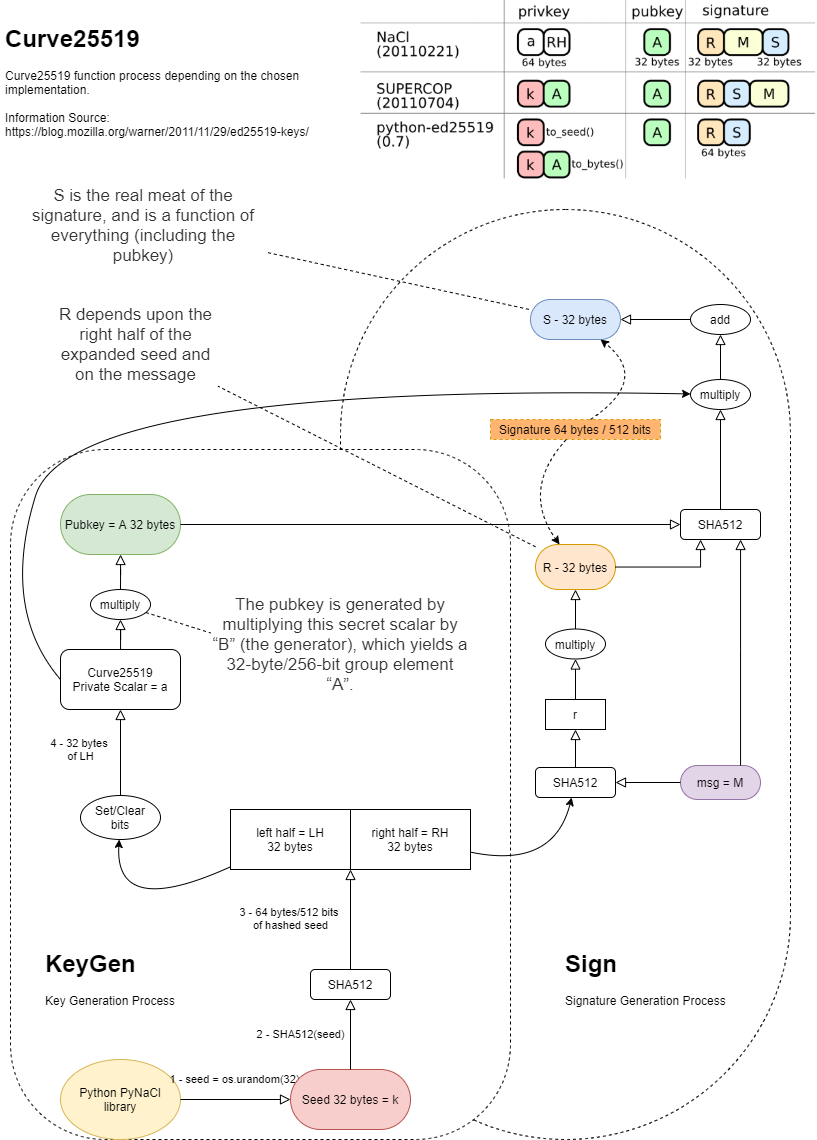 privkey
pubkey
signature
Curve25519
Curve25519 function process depending on the chosen
implementation.
Information Source:
https://blog.mozilla.org/warner/2011/11/29/ed25519-keys/
NaCl
(20110221)
a RH
64 bytes
A
32 bytes
R M S
32 bytes
32 bytes
SUPERCOP
(20110704)
k A
A
R S M
python-ed25519
(0.7)
k to_seed()
k A to_bytes()
A
R S
64 bytes
S is the real meat of the
signature, and is a function of
everything (including the
pubkey)
R depends upon the
right half of the
expanded seed and
on the message
S - 32 bytes
add
multiply
Signature 64 bytes / 512 bits
Pubkey = A 32 bytes
SHA512
R - 32 bytes
multiply
The pubkey is generated by
multiplying this secret scalar by
“B” (the generator), which yields a
32-byte/256-bit group element
“A”.
multiply
Curve25519
Private Scalar = a
r
4 - 32 bytes
of LH
SHA512
msg = M
Set/Clear
bits
left half = LH
32 bytes
right half = RH
32 bytes
3 - 64 bytes/512 bits
of hashed seed
KeyGen
Key Generation Process
Sign
Signature Generation Process
SHA512
2 - SHA512(seed)
1 - seed = os.urandom(32)
Python PyNaCl
library
Seed 32 bytes = k